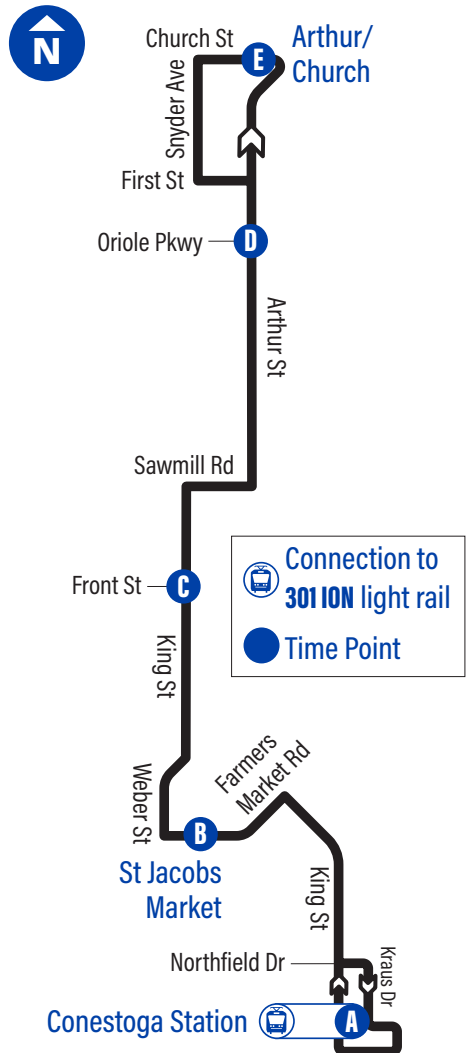 N
Church St
E
Arthur/
Church
Snyder Ave
First St
Oriole Pkwy
D
Arthur St
Sawmill Rd
Connection to
301 ION light rail
Time Point
Front St
C
King St
Farmers
Market Rd
Weber St
B
St Jacobs
Market
King St
Northfield Dr
Kraus Dr
Conestoga Station
A